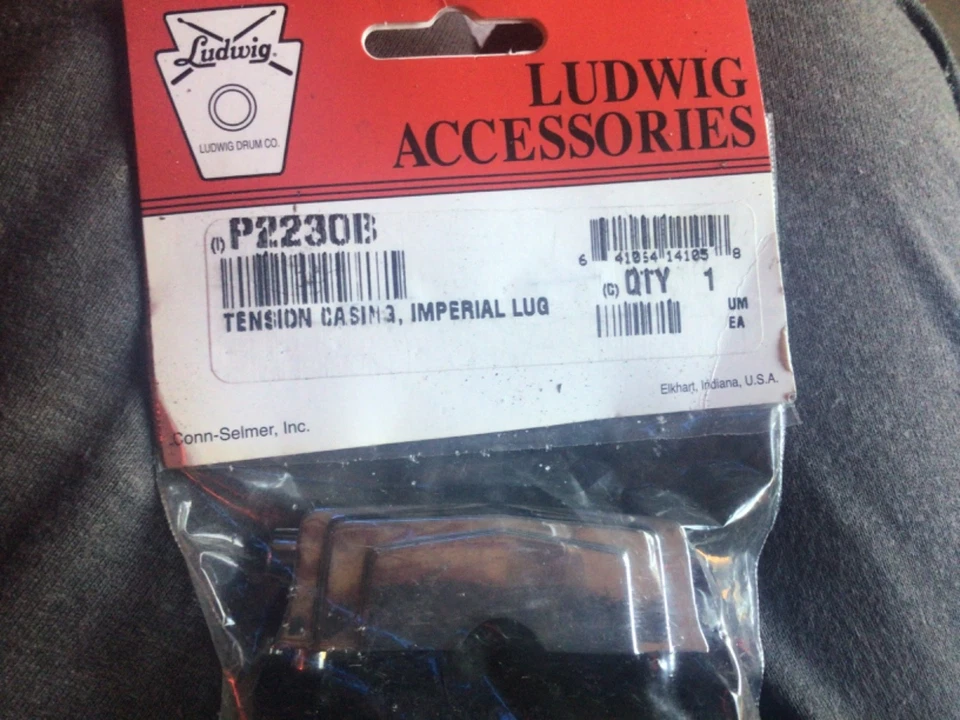 Ludwig
LUDWIG DRUM CO.
LUDWIG
ACCESSORIES
(I) P2230B
TENSION CASING, IMPERIAL LUG
6 41064 14105 8
(C) QTY 1
UM
EA
Elkhart, Indiana, U.S.A.
Conn-Selmer, Inc.